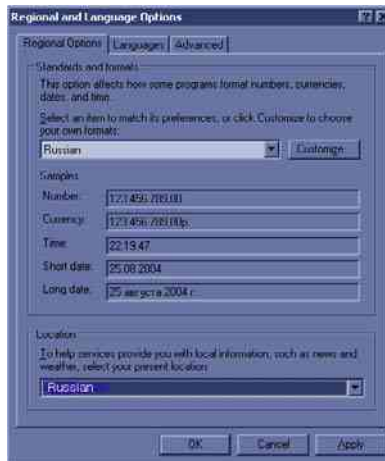 Regional and Language Options
Regional Options Languages Advanced
Standards and formats
This option affects how some programs format numbers, currencies,
dates, and time.
Select an item to match its preferences, or click Customize to choose
your own formats:
Russian Customize...
Samples
Number: 123 456 789,00
Currency: 123 456 789,00р.
Time: 22:19:47
Short date: 25.08.2004
Long date: 25 августа 2004 г.
Location
To help services provide you with local information, such as news and
weather, select your present location:
Russian
OK Cancel Apply